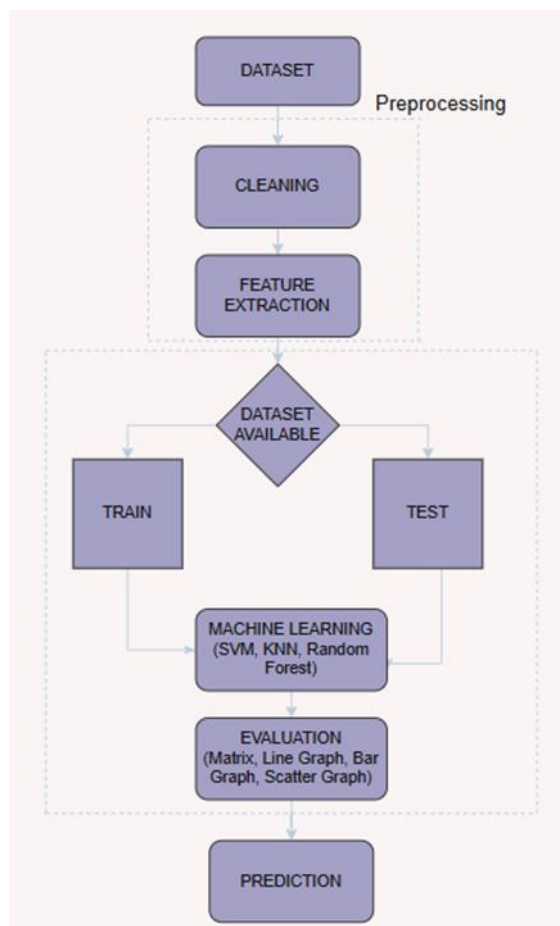 DATASET
Preprocessing
CLEANING
FEATURE
EXTRACTION
DATASET
AVAILABLE
TRAIN
TEST
MACHINE LEARNING
(SVM, KNN, Random
Forest)
EVALUATION
(Matrix, Line Graph, Bar
Graph, Scatter Graph)
PREDICTION